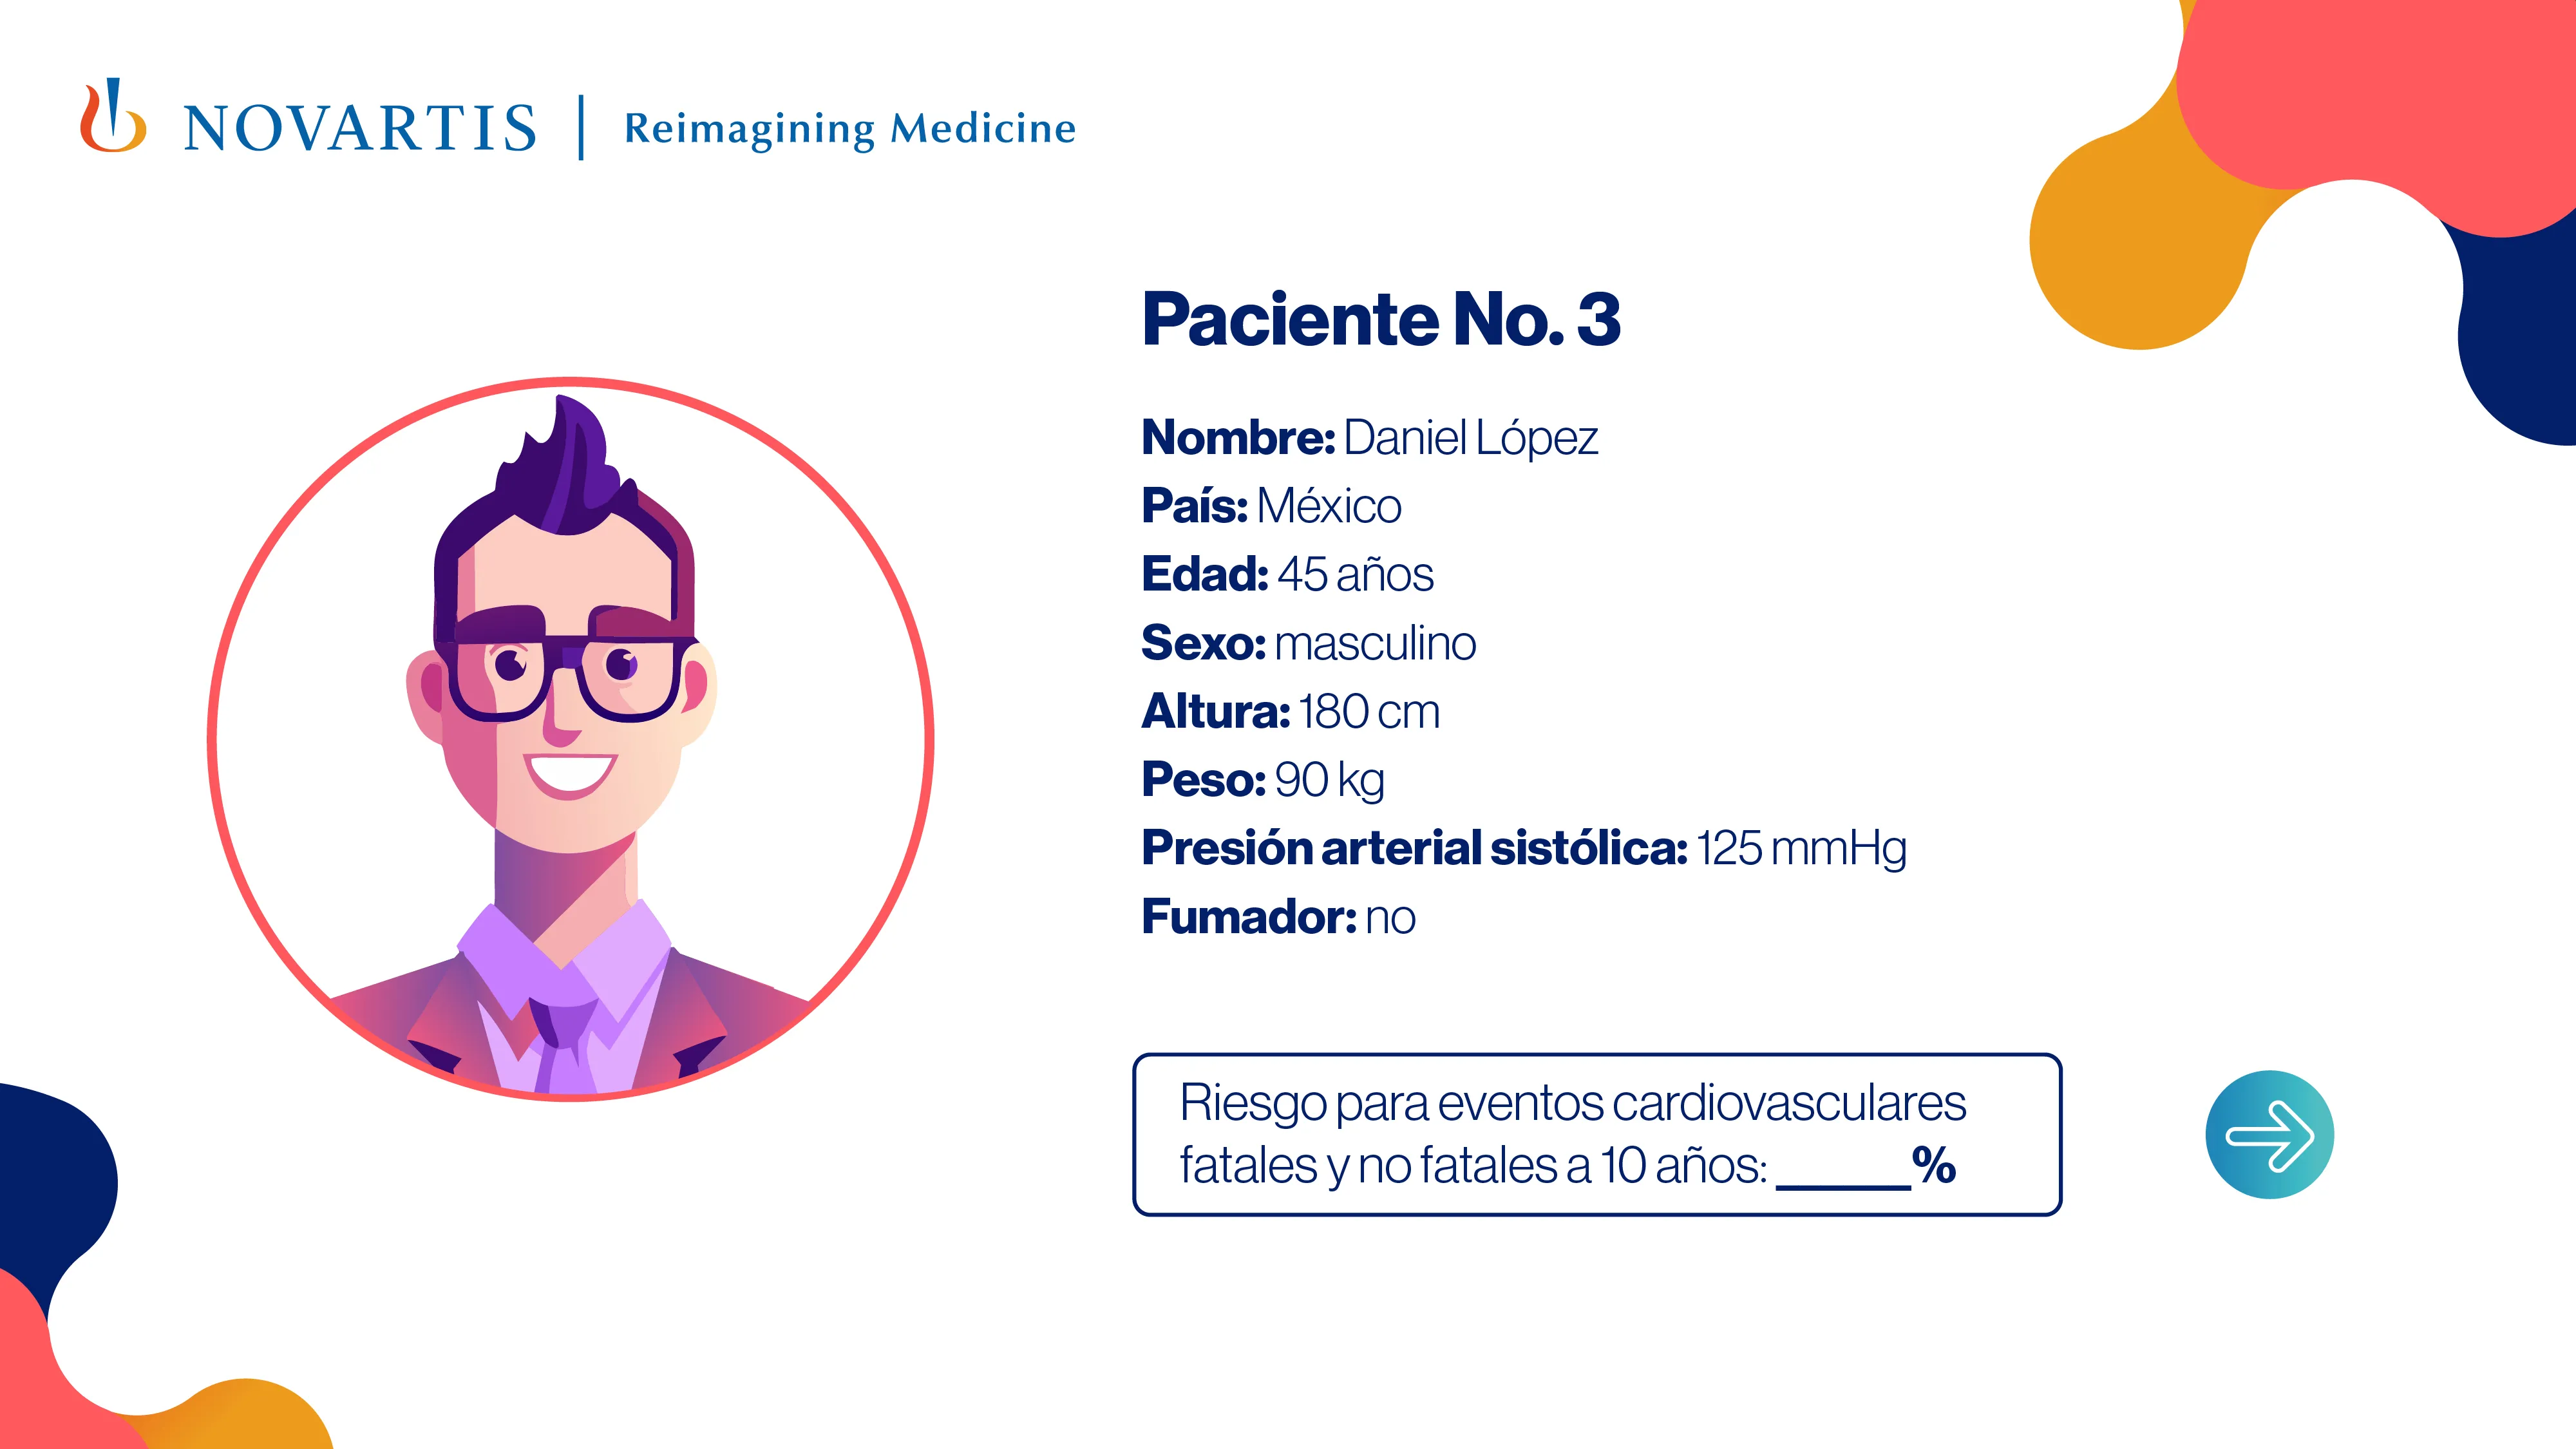 NOVARTIS | Reimagining Medicine
Paciente No. 3
Nombre: Daniel López
País: México
Edad: 45 años
Sexo: masculino
Altura: 180 cm
Peso: 90 kg
Presión arterial sistólica: 125 mmHg
Fumador: no
Riesgo para eventos cardiovasculares
fatales y no fatales a 10 años: ______%